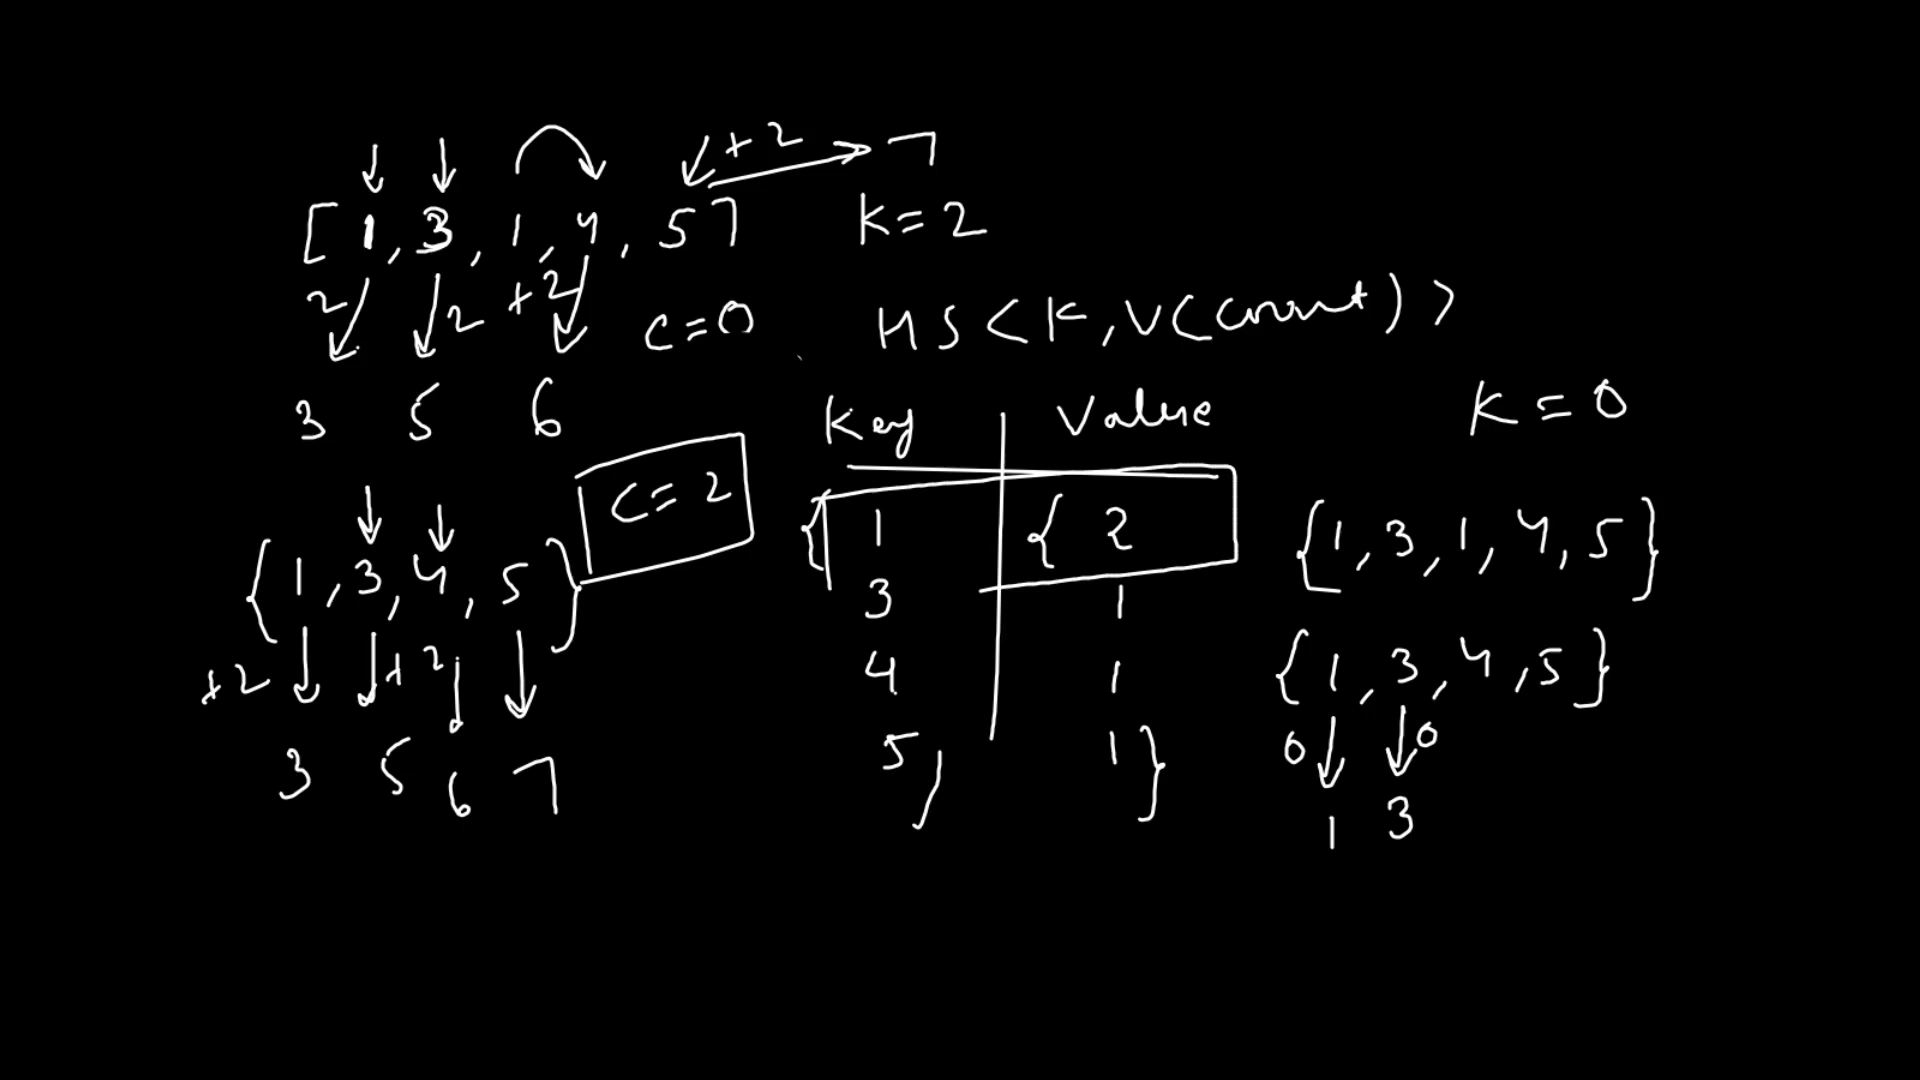 +2 7
[ 1, 3, 1, 4, 5 ] K=2
2 2 +2 C=0 HS<K, V(count)>
3 5 6 Key Value K=0
C=2
{ 1 { 2 { 1, 3, 1, 4, 5 }
{ 1, 3, 4, 5 } 3 1
+2 +2 4 1 { 1, 3, 4, 5 }
3 5 6 7 5, 1 } 0 0
1 3